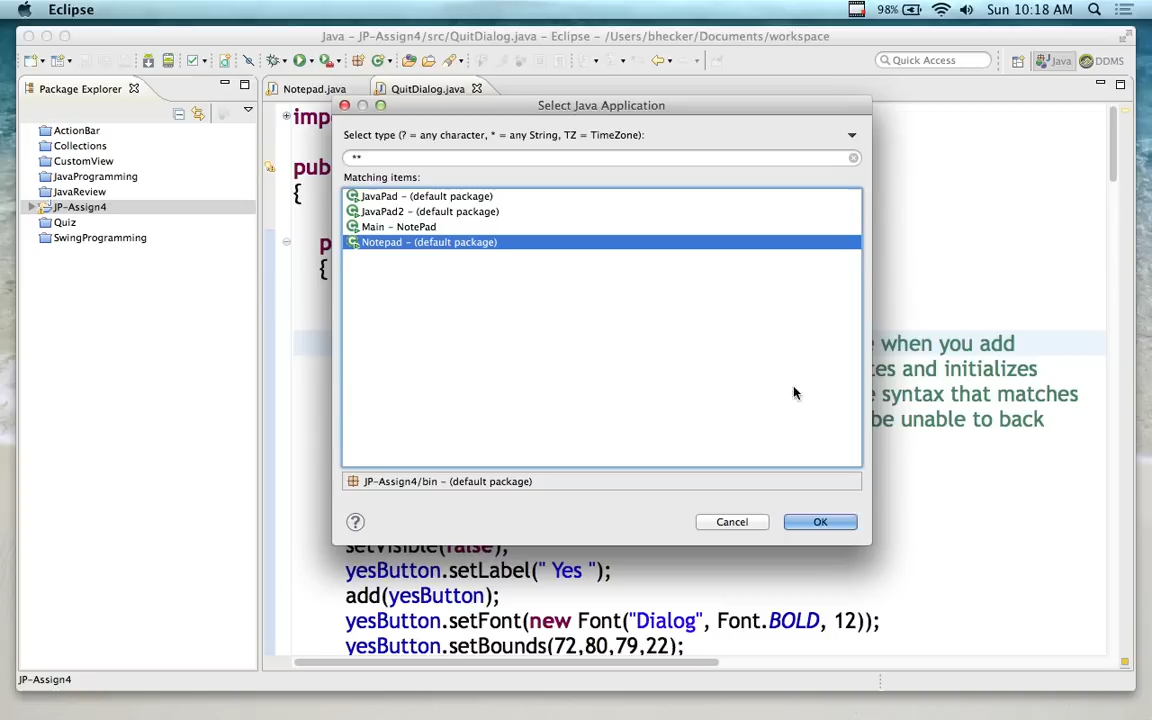 Eclipse
98%
Sun 10:18 AM
Java – JP-Assign4/src/QuitDialog.java – Eclipse – /Users/bhecker/Documents/workspace
Quick Access
Java
DDMS
Package Explorer
Notepad.java
QuitDialog.java
ActionBar
Collections
CustomView
JavaProgramming
JavaReview
JP-Assign4
Quiz
SwingProgramming
imp
pub
{
p
{
Select Java Application
Select type (? = any character, * = any String, TZ = TimeZone):
**
Matching items:
JavaPad – (default package)
JavaPad2 – (default package)
Main – NotePad
Notepad – (default package)
JP-Assign4/bin – (default package)
?
Cancel
OK
when you add
es and initializes
syntax that matches
be unable to back
setVisible(false);
yesButton.setLabel(" Yes ");
add(yesButton);
yesButton.setFont(new Font("Dialog", Font.BOLD, 12));
yesButton.setBounds(72,80,79,22);
JP-Assign4